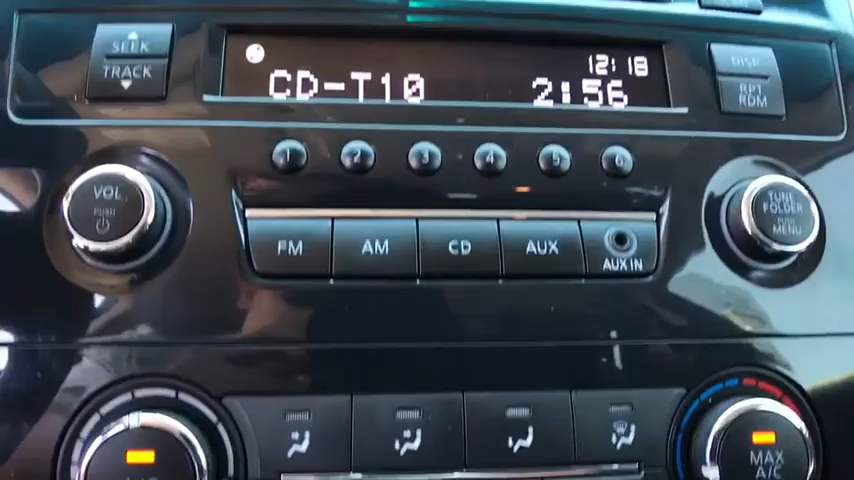 SEEK
TRACK
CD-T10
12:18
2:56
DISP
RPT
RDM
1 2 3 4 5 6
VOL
PUSH
TUNE
FOLDER
PUSH
MENU
FM AM CD AUX
AUX IN
MAX
A/C